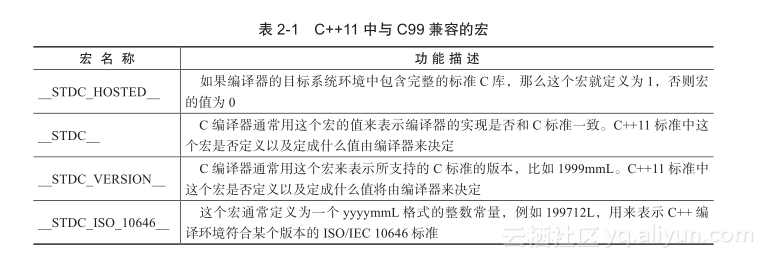 表 2-1 C++11 中与 C99 兼容的宏
宏 名 称 功 能 描 述
__STDC_HOSTED__ 如果编译器的目标系统环境中包含完整的标准 C 库，那么这个宏就定义为 1，否则宏
的值为 0
__STDC__ C 编译器通常用这个宏的值来表示编译器的实现是否和 C 标准一致。C++11 标准中这
个宏是否定义以及定成什么值由编译器来决定
__STDC_VERSION__ C 编译器通常用这个宏来表示所支持的 C 标准的版本，比如 1999mmL。C++11 标准中
这个宏是否定义以及定成什么值将由编译器来决定
__STDC_ISO_10646__ 这个宏通常定义为一个 yyyymmL 格式的整数常量，例如 199712L，用来表示 C++ 编
译环境符合某个版本的 ISO/IEC 10646 标准
云栖社区 yq.aliyun.com